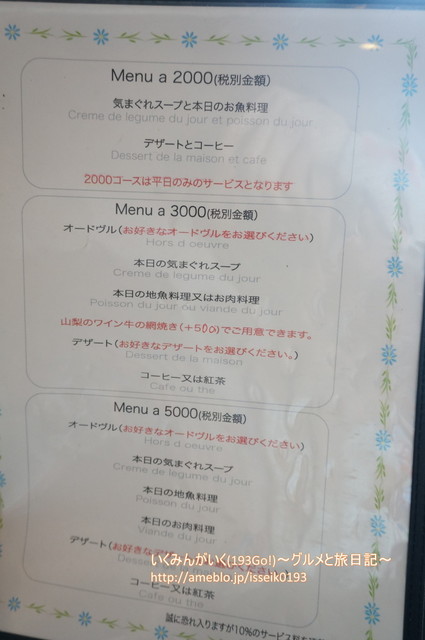 Menu a 2000(税別金額)
気まぐれスープと本日のお魚料理
Creme de legume du jour et poisson du jour
デザートとコーヒー
Dessert de la maison et cafe
2000コースは平日のみのサービスとなります
Menu a 3000(税別金額)
オードヴル(お好きなオードヴルをお選びください)
Hors d oeuvre
本日の気まぐれスープ
Creme de legume du jour
本日の地魚料理又はお肉料理
Poisson du jour ou viande du jour
山梨のワイン牛の網焼き(+500)でご用意できます。
デザート(お好きなデザートをお選びください。)
Dessert de la maison
コーヒー又は紅茶
Cafe ou the
Menu a 5000(税別金額)
オードヴル(お好きなオードヴルをお選びください)
Hors d oeuvre
本日の気まぐれスープ
Creme de legume du jour
本日の地魚料理
Poisson du jour
本日のお肉料理
Viande du jour
デザート(お好きなデ
いくみんがいく(193Go!)～グルメと旅日記～
http://ameblo.jp/isseik0193
コーヒー又は紅茶
Cafe ou the
誠に恐れ入りますが10%のサービス料を